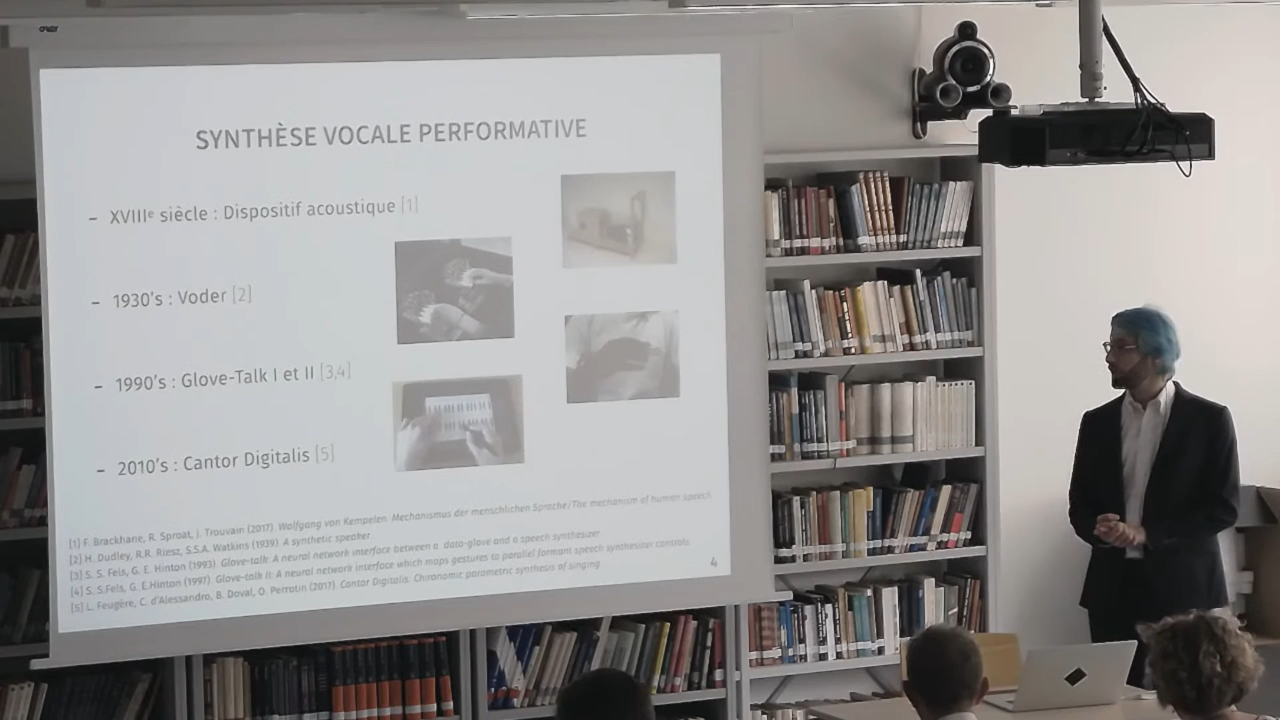 SYNTHÈSE VOCALE PERFORMATIVE
– XVIIIᵉ siècle : Dispositif acoustique [1]
– 1930's : Voder [2]
– 1990's : Glove-Talk I et II [3,4]
– 2010's : Cantor Digitalis [5]
[1] F. Brackhane, R. Sproat, J. Trouvain (2017). Wolfgang von Kempelen: Mechanismus der menschlichen Sprache/The mechanism of human speech
[2] H. Dudley, R.R. Riesz, S.S.A. Watkins (1939). A synthetic speaker.
[3] S. S. Fels, G. E. Hinton (1993). Glove-talk: A neural network interface between a data-glove and a speech synthesizer
[4] S. S.Fels, G. E.Hinton (1997). Glove-talk II: A neural network interface which maps gestures to parallel formant speech synthesizer controls.
[5] L. Feugère, C. d'Alessandro, B. Doval, O. Perrotin (2017). Cantor Digitalis: Chironomic parametric synthesis of singing.
4